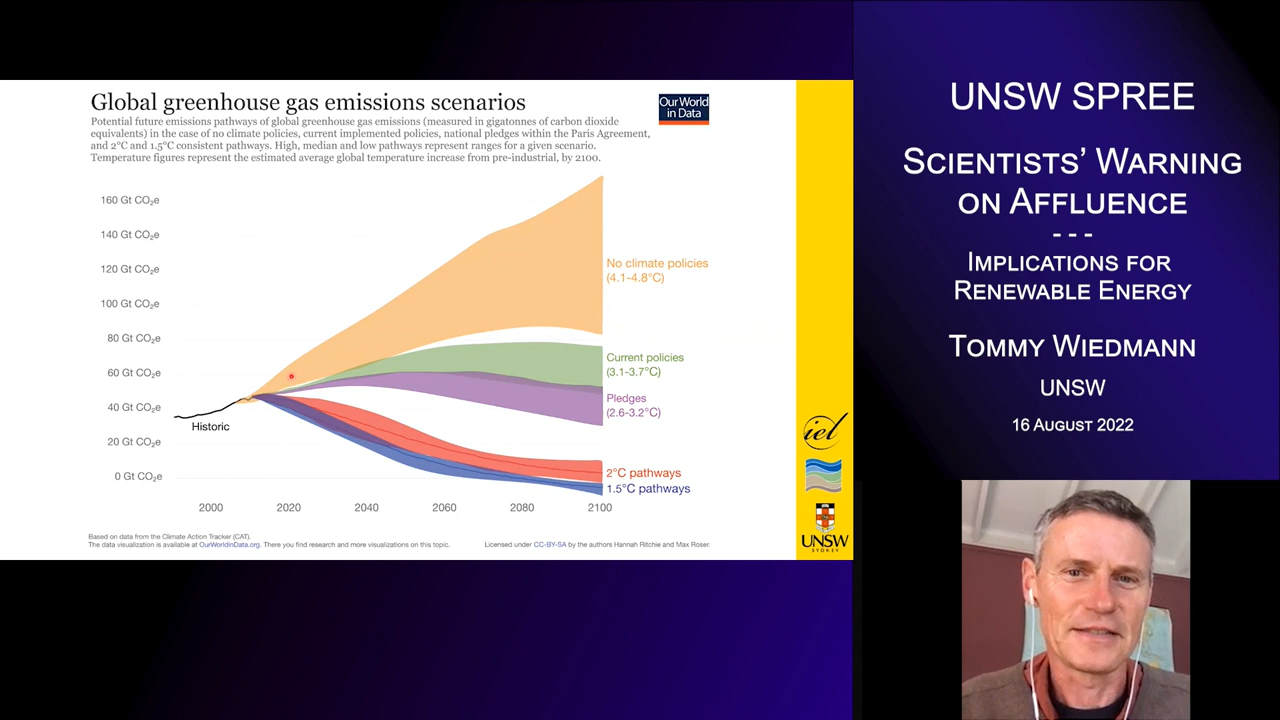 Global greenhouse gas emissions scenarios
Our World
in Data
Potential future emissions pathways of global greenhouse gas emissions (measured in gigatonnes of carbon dioxide
equivalents) in the case of no climate policies, current implemented policies, national pledges within the Paris Agreement,
and 2°C and 1.5°C consistent pathways. High, median and low pathways represent ranges for a given scenario.
Temperature figures represent the estimated average global temperature increase from pre-industrial, by 2100.
160 Gt CO₂e
140 Gt CO₂e
120 Gt CO₂e
100 Gt CO₂e
80 Gt CO₂e
60 Gt CO₂e
40 Gt CO₂e
20 Gt CO₂e
0 Gt CO₂e
Historic
No climate policies
(4.1-4.8°C)
Current policies
(3.1-3.7°C)
Pledges
(2.6-3.2°C)
2°C pathways
1.5°C pathways
2000
2020
2040
2060
2080
2100
Based on data from the Climate Action Tracker (CAT).
The data visualization is available at OurWorldinData.org. There you find research and more visualizations on this topic.
Licensed under CC-BY-SA by the authors Hannah Ritchie and Max Roser.
iel
UNSW
SYDNEY
UNSW SPREE
Scientists' Warning
on Affluence
---
Implications for
Renewable Energy
Tommy Wiedmann
UNSW
16 August 2022